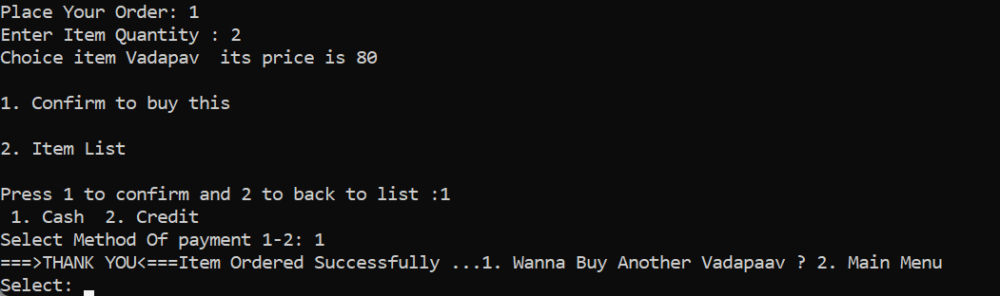 Place Your Order: 1
Enter Item Quantity : 2
Choice item Vadapav  its price is 80
1. Confirm to buy this
2. Item List
Press 1 to confirm and 2 to back to list :1
 1. Cash  2. Credit
Select Method Of payment 1-2: 1
===>THANK YOU<===Item Ordered Successfully ...1. Wanna Buy Another Vadapaav ? 2. Main Menu
Select: